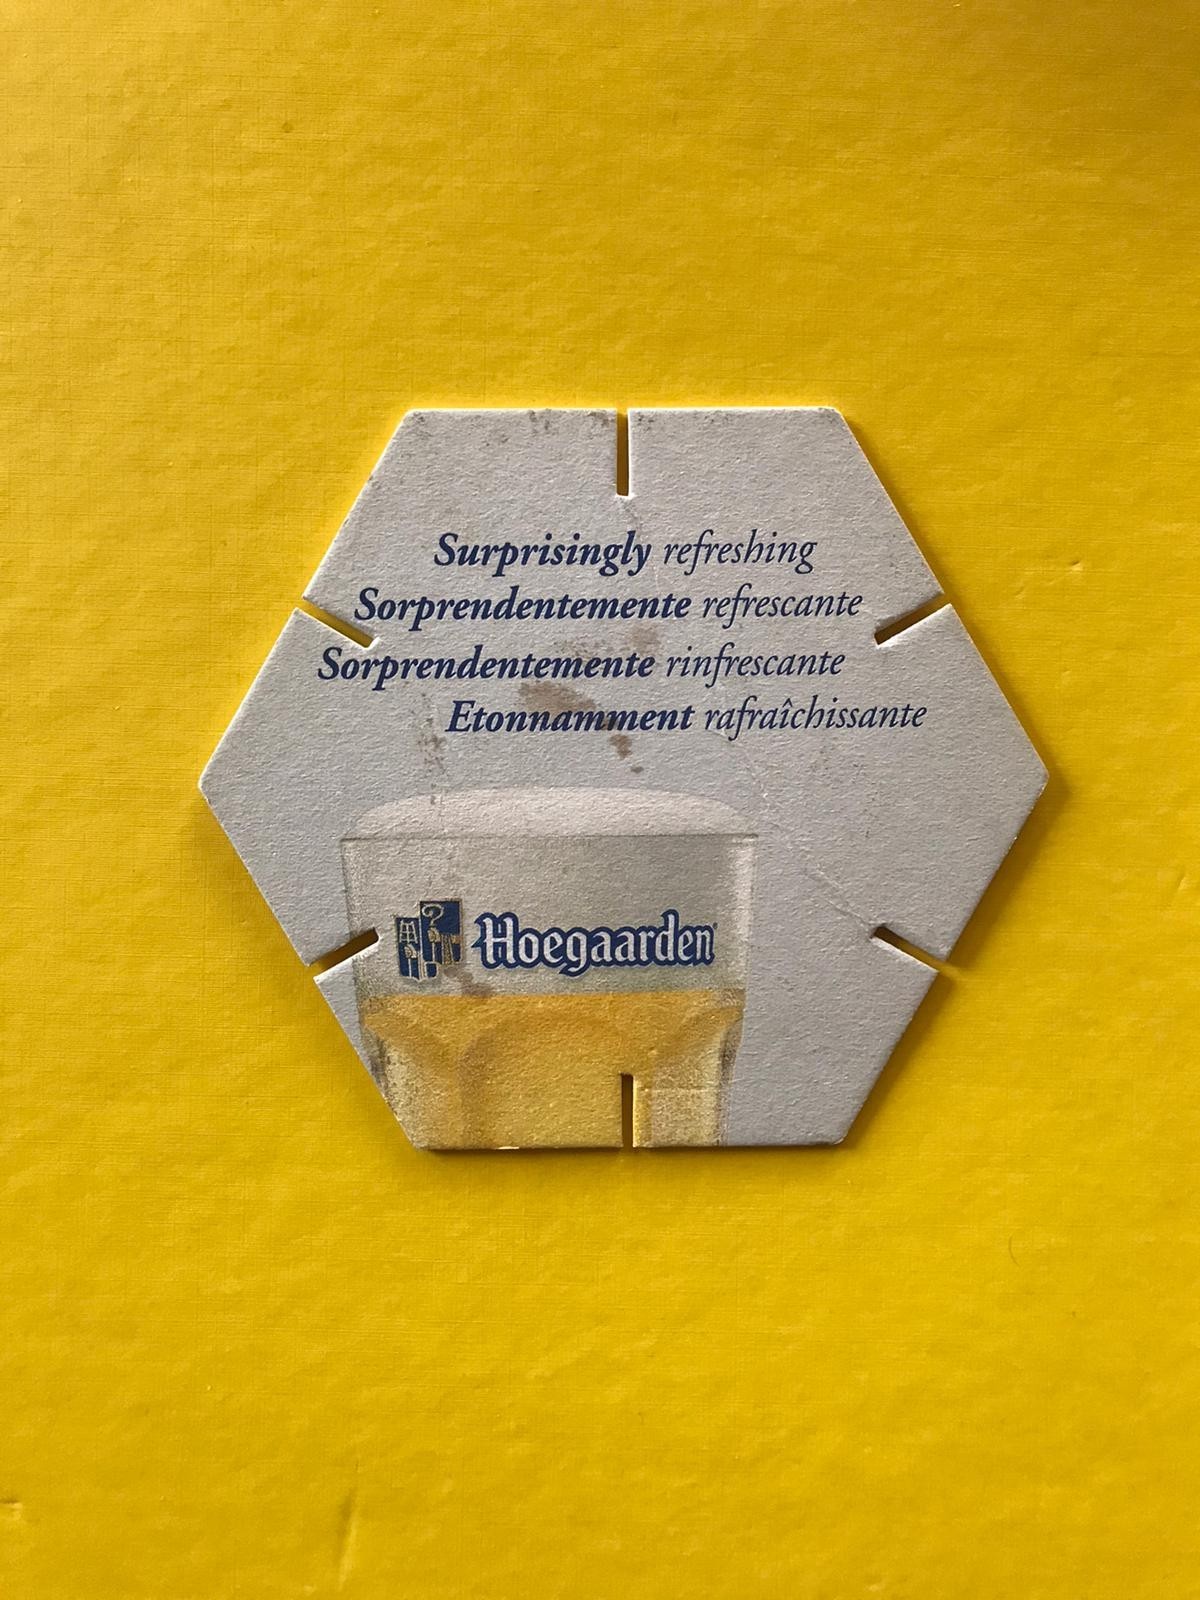 Surprisingly refreshing
Sorprendentemente refrescante
Sorprendentemente rinfrescante
Etonnamment rafraîchissante
Hoegaarden